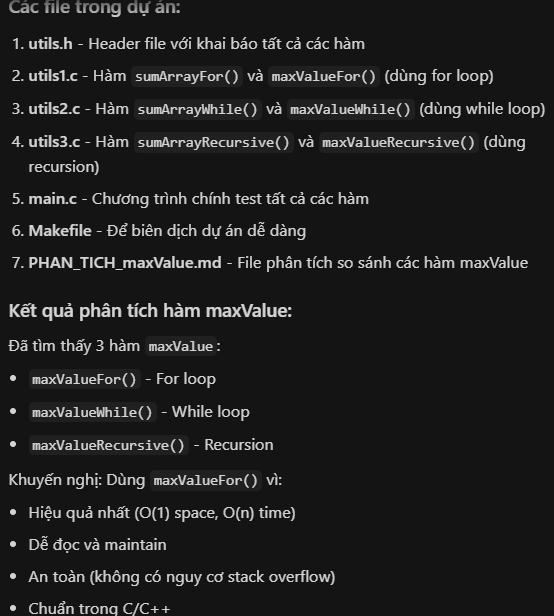 Các file trong dự án:
1. utils.h - Header file với khai báo tất cả các hàm
2. utils1.c - Hàm sumArrayFor() và maxValueFor() (dùng for loop)
3. utils2.c - Hàm sumArrayWhile() và maxValueWhile() (dùng while loop)
4. utils3.c - Hàm sumArrayRecursive() và maxValueRecursive() (dùng
recursion)
5. main.c - Chương trình chính test tất cả các hàm
6. Makefile - Để biên dịch dự án dễ dàng
7. PHAN_TICH_maxValue.md - File phân tích so sánh các hàm maxValue
Kết quả phân tích hàm maxValue:
Đã tìm thấy 3 hàm maxValue:
• maxValueFor() - For loop
• maxValueWhile() - While loop
• maxValueRecursive() - Recursion
Khuyến nghị: Dùng maxValueFor() vì:
• Hiệu quả nhất (O(1) space, O(n) time)
• Dễ đọc và maintain
• An toàn (không có nguy cơ stack overflow)
• Chuẩn trong C/C++